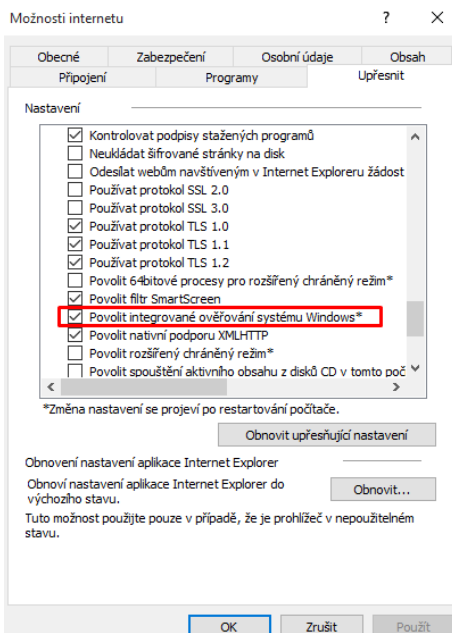 Možnosti internetu ? ×
Obecné Zabezpečení Osobní údaje Obsah
Připojení Programy Upřesnit
Nastavení
Kontrolovat podpisy stažených programů
Neukládat šifrované stránky na disk
Odesílat webům navštíveným v Internet Exploreru žádost
Používat protokol SSL 2.0
Používat protokol SSL 3.0
Používat protokol TLS 1.0
Používat protokol TLS 1.1
Používat protokol TLS 1.2
Povolit 64bitové procesy pro rozšířený chráněný režim*
Povolit filtr SmartScreen
Povolit integrované ověřování systému Windows*
Povolit nativní podporu XMLHTTP
Povolit rozšířený chráněný režim*
Povolit spouštění aktivního obsahu z disků CD v tomto poč
*Změna nastavení se projeví po restartování počítače.
Obnovit upřesňující nastavení
Obnovení nastavení aplikace Internet Explorer
Obnoví nastavení aplikace Internet Explorer do
výchozího stavu.
Obnovit...
Tuto možnost použijte pouze v případě, že je prohlížeč v nepoužitelném
stavu.
OK Zrušit Použít